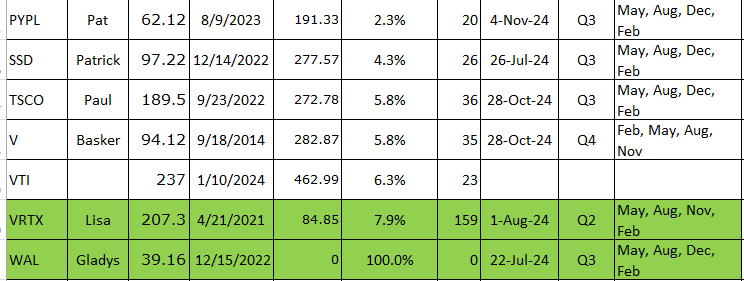 PYPL Pat 62.12 8/9/2023 191.33 2.3% 20 4-Nov-24 Q3 May, Aug, Dec,
Feb
SSD Patrick 97.22 12/14/2022 277.57 4.3% 26 26-Jul-24 Q3 May, Aug, Dec,
Feb
TSCO Paul 189.5 9/23/2022 272.78 5.8% 36 28-Oct-24 Q3 May, Aug, Dec,
Feb
V Basker 94.12 9/18/2014 282.87 5.8% 35 28-Oct-24 Q4 Feb, May, Aug,
Nov
VTI 237 1/10/2024 462.99 6.3% 23
VRTX Lisa 207.3 4/21/2021 84.85 7.9% 159 1-Aug-24 Q2 May, Aug, Nov,
Feb
WAL Gladys 39.16 12/15/2022 0 100.0% 0 22-Jul-24 Q3 May, Aug, Dec,
Feb